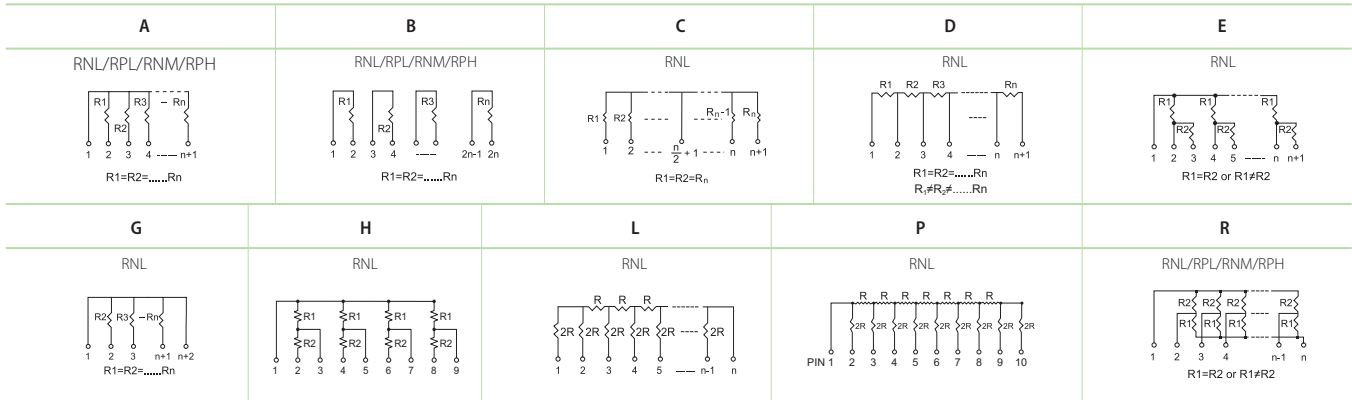 A
B
C
D
E
RNL/RPL/RNM/RPH
RNL/RPL/RNM/RPH
RNL
RNL
RNL
R1 R2 R3 Rn
1 2 3 4 n+1
R1=R2=......Rn
R1 R2 R3 Rn
1 2 3 4 2n-1 2n
R1=R2=......Rn
R1 R2 Rn-1 Rn
1 2 n/2 + 1 n n+1
R1=R2=Rn
R1 R2 R3 Rn
1 2 3 4 n n+1
R1=R2=......Rn
R₁≠R₂≠......Rn
R1 R1 R1
R2 R2 R2
1 2 3 4 5 n n+1
R1=R2 or R1≠R2
G
H
L
P
R
RNL
RNL
RNL
RNL
RNL/RPL/RNM/RPH
R2 R3 Rn
1 2 3 n+1 n+2
R1=R2=......Rn
R1 R1 R1 R1
R2 R2 R2 R2
1 2 3 4 5 6 7 8 9
R R R
2R 2R 2R 2R 2R 2R
1 2 3 4 5 n-1 n
R R R R R R R
2R 2R 2R 2R 2R 2R 2R 2R 2R
PIN 1 2 3 4 5 6 7 8 9 10
R2 R2 R2 R2
R1 R1 R1 R1
1 2 3 4 n-1 n
R1=R2 or R1≠R2